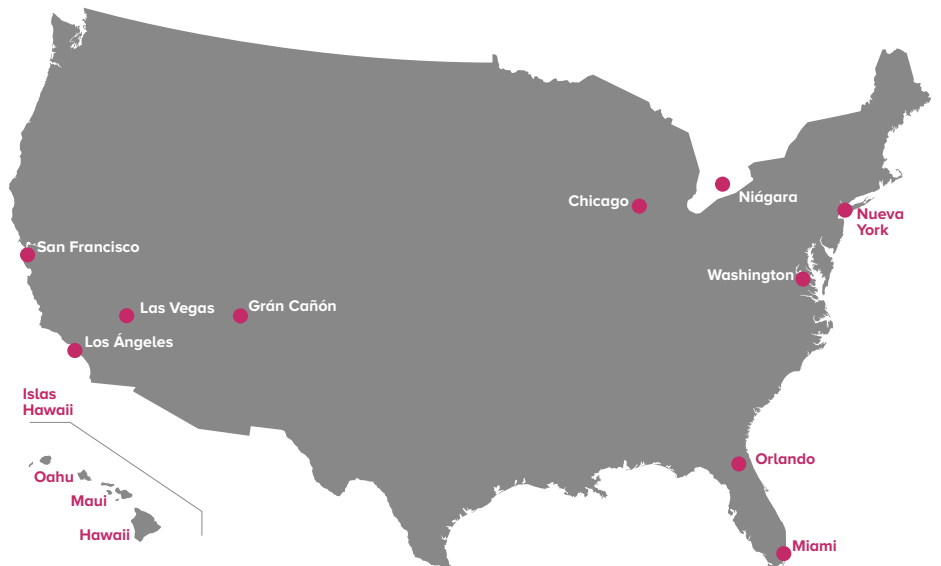 Chicago
Niágara
Nueva
York
San Francisco
Washington
Las Vegas
Grán Cañón
Los Ángeles
Islas
Hawaii
Orlando
Oahu
Maui
Hawaii
Miami